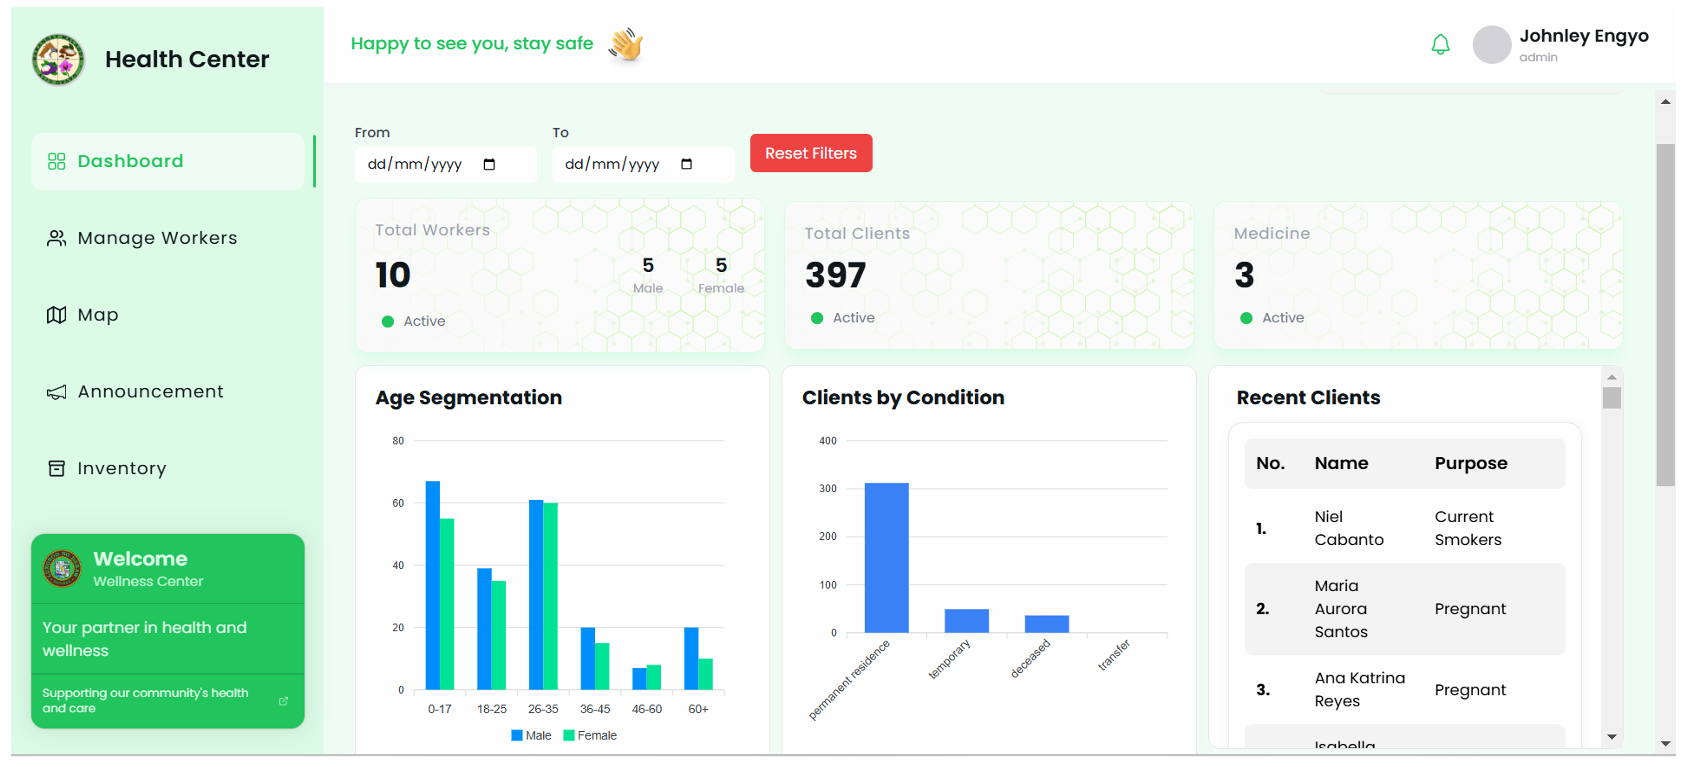 Health Center
Happy to see you, stay safe
Johnley Engyo
admin
Dashboard
Manage Workers
Map
Announcement
Inventory
Welcome
Wellness Center
Your partner in health and
wellness
Supporting our community's health
and care
From
To
dd/mm/yyyy
dd/mm/yyyy
Reset Filters
Total Workers
10
5
Male
5
Female
Active
Total Clients
397
Active
Medicine
3
Active
Age Segmentation
80
60
40
20
0
0-17
18-25
26-35
36-45
46-60
60+
Male
Female
Clients by Condition
400
300
200
100
0
permanent residence
temporary
deceased
transfer
Recent Clients
No.
Name
Purpose
1.
Niel
Cabanto
Current
Smokers
2.
Maria
Aurora
Santos
Pregnant
3.
Ana Katrina
Reyes
Pregnant
Isabella